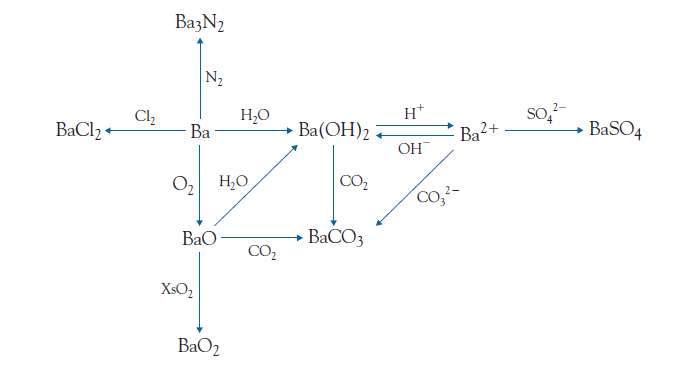 Ba₃N₂
N₂
BaCl₂ Cl₂ Ba H₂O Ba(OH)₂ H⁺ OH⁻ Ba²⁺ SO₄²⁻ BaSO₄
O₂ H₂O CO₂ CO₃²⁻
BaO CO₂ BaCO₃
XsO₂
BaO₂